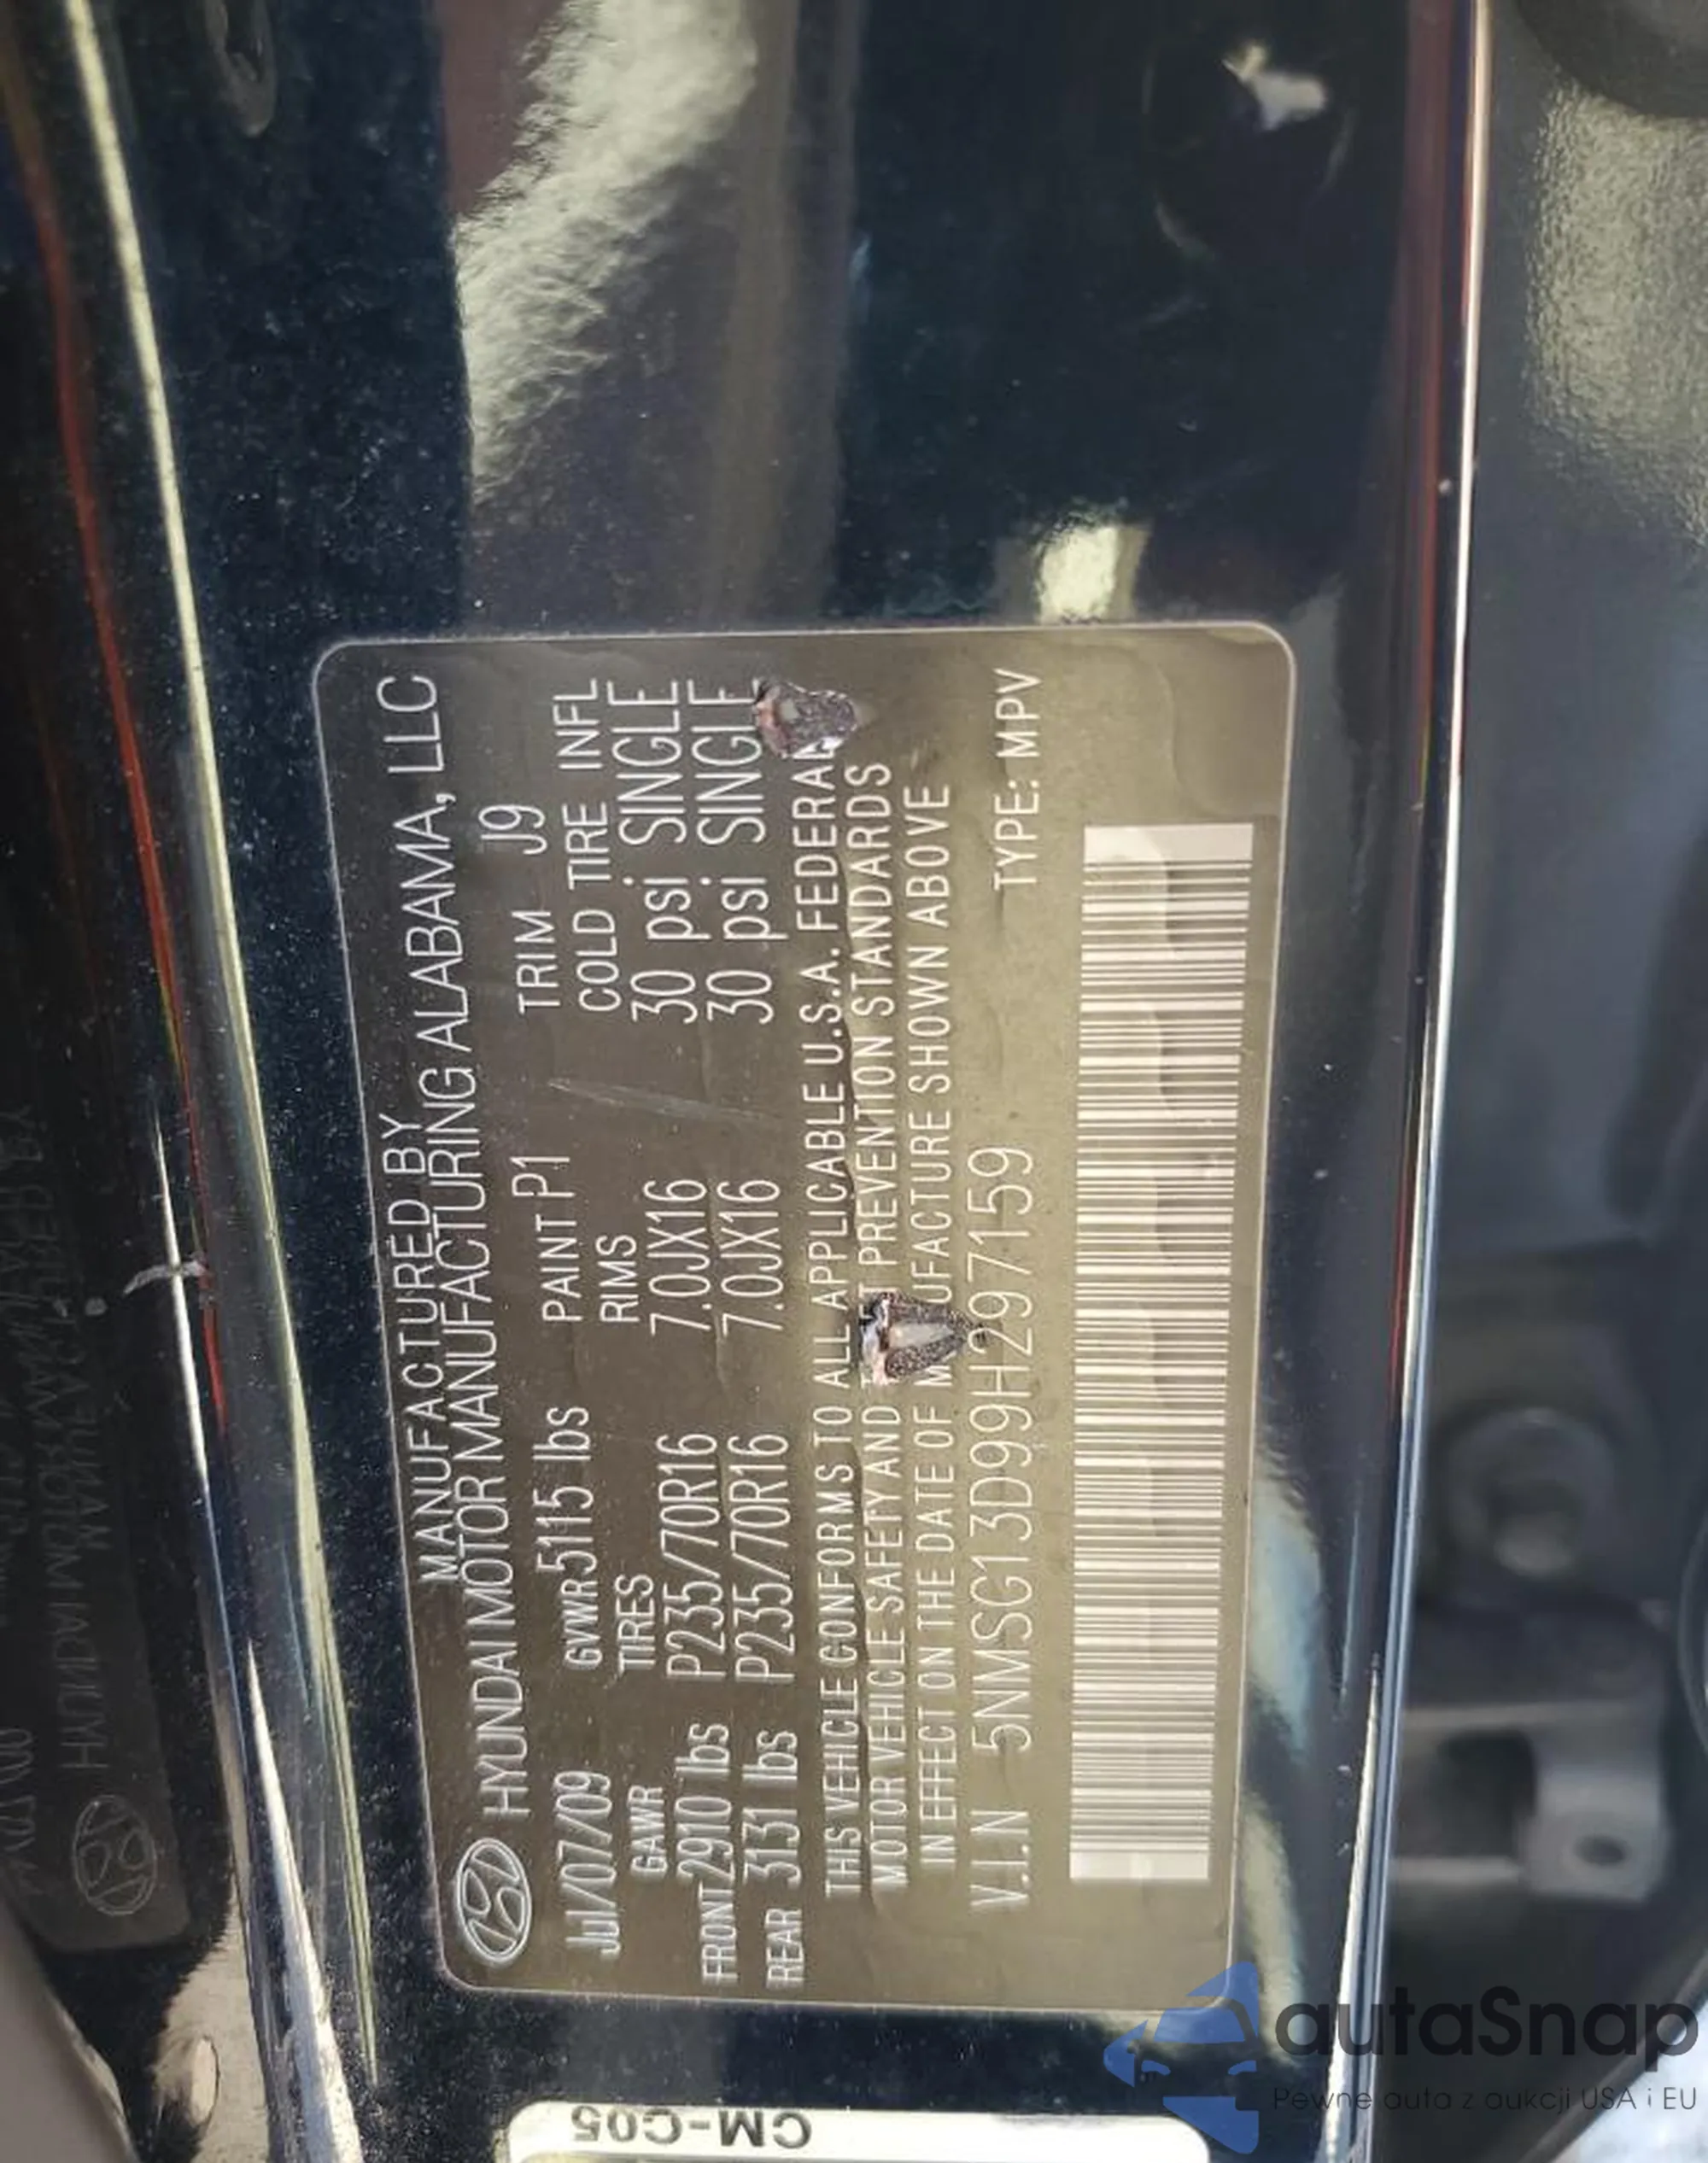 MANUFACTURED BY
HYUNDAI MOTOR MANUFACTURING ALABAMA, LLC
Jul/07/09 GVWR 5115 lbs PAINT P1 TRIM J9
GAWR TIRES RIMS COLD TIRE INFL
FRONT 2910 lbs P235/70R16 7.0JX16 30 psi SINGLE
REAR 3131 lbs P235/70R16 7.0JX16 30 psi SINGLE
THIS VEHICLE CONFORMS TO ALL APPLICABLE U.S.A. FEDERAL
MOTOR VEHICLE SAFETY AND PREVENTION STANDARDS
IN EFFECT ON THE DATE OF MANUFACTURE SHOWN ABOVE
V.I.N 5NMSG13D99H297159 TYPE: MPV
CM-C05
autaSnap
Pewne auta z aukcji USA i EU